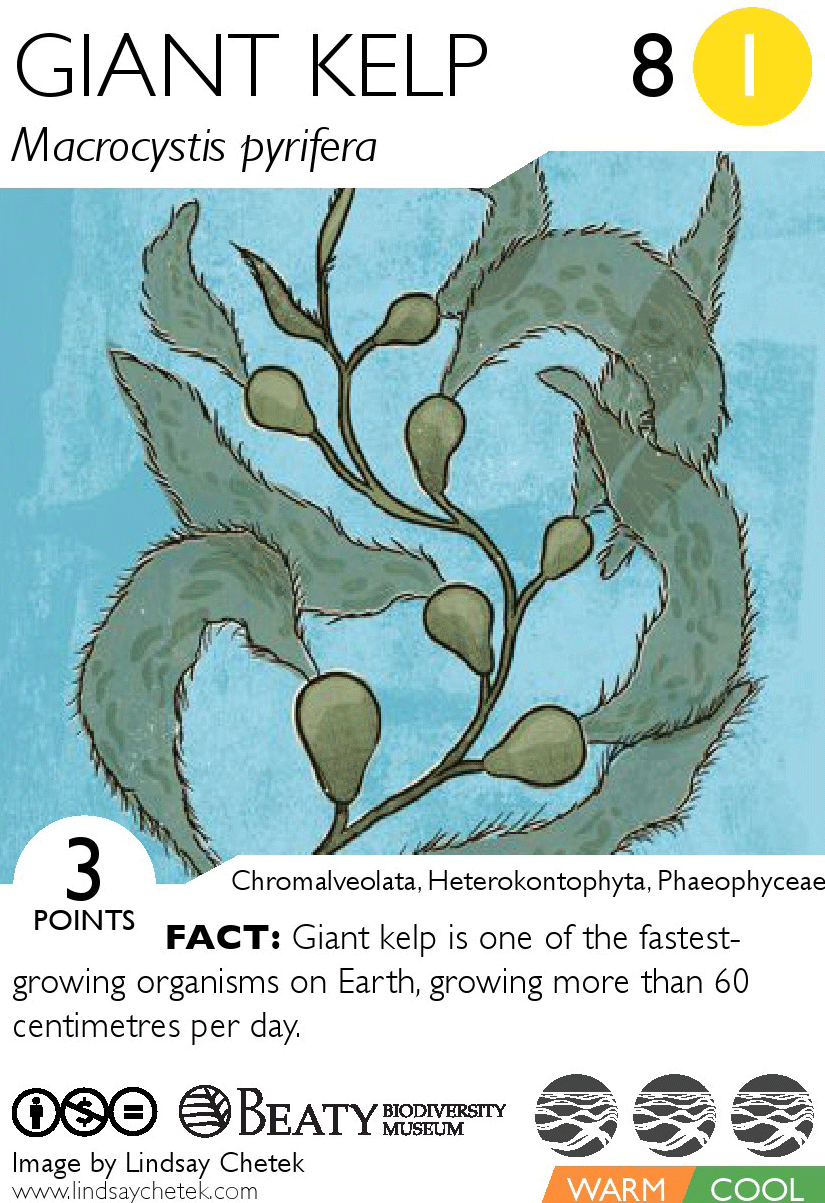 GIANT KELP
8 1
Macrocystis pyrifera
3
POINTS
Chromalveolata, Heterokontophyta, Phaeophyceae
FACT: Giant kelp is one of the fastest-
growing organisms on Earth, growing more than 60
centimetres per day.
BEATY BIODIVERSITY
MUSEUM
Image by Lindsay Chetek
www.lindsaychetek.com
WARM COOL